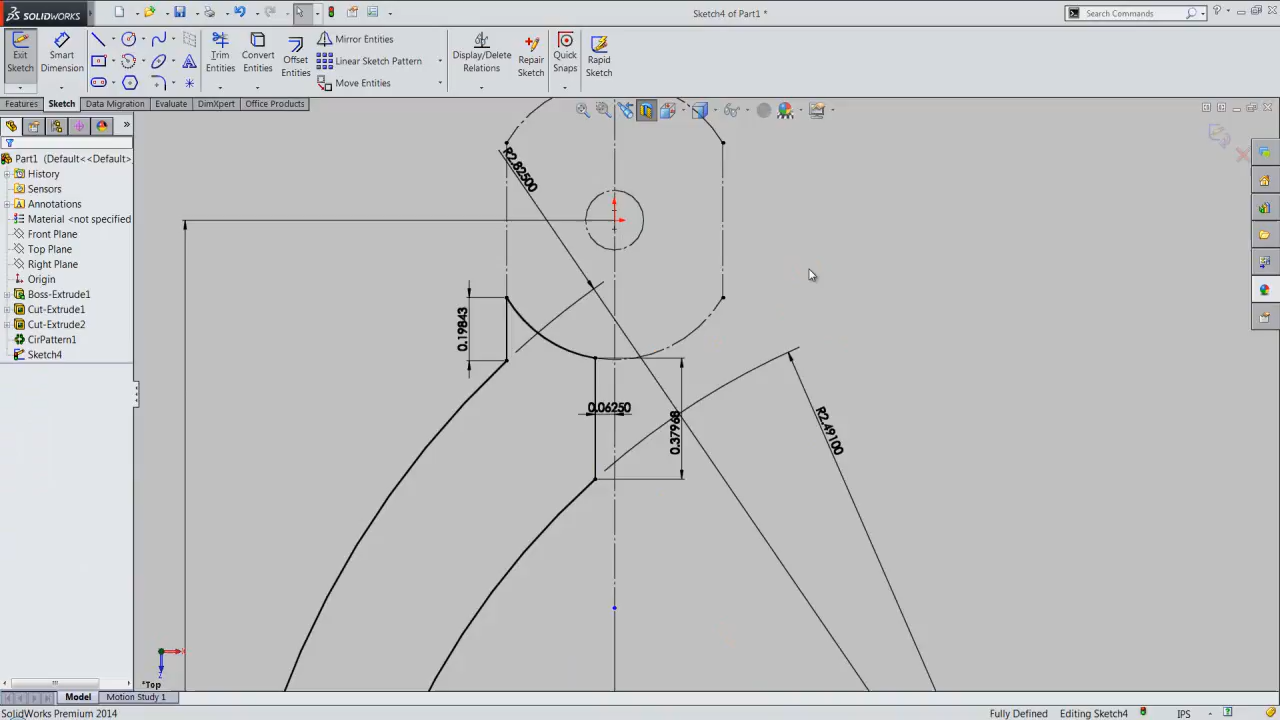 SOLIDWORKS
Sketch4 of Part1 *
Search Commands
Exit Sketch
Smart Dimension
Trim Entities
Convert Entities
Offset Entities
Mirror Entities
Linear Sketch Pattern
Move Entities
Display/Delete Relations
Repair Sketch
Quick Snaps
Rapid Sketch
Features
Sketch
Data Migration
Evaluate
DimXpert
Office Products
Part1 (Default<<Default>
History
Sensors
Annotations
Material <not specified
Front Plane
Top Plane
Right Plane
Origin
Boss-Extrude1
Cut-Extrude1
Cut-Extrude2
CirPattern1
Sketch4
R2.82500
0.19843
0.06250
0.37968
R2.49100
Z
*Top
Model
Motion Study 1
SolidWorks Premium 2014
Fully Defined
Editing Sketch4
IPS